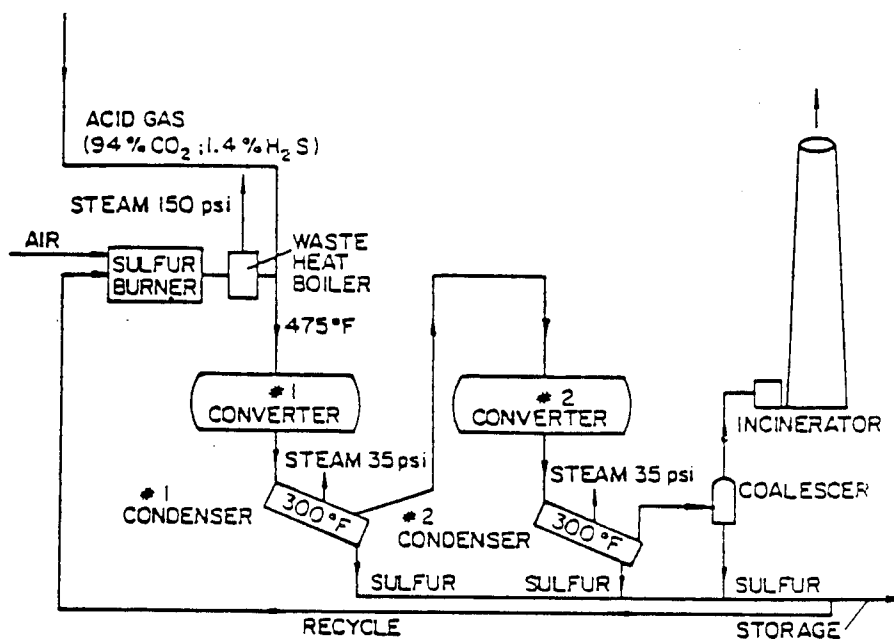 ACID GAS
(94% CO2 ; 1.4% H2S)
STEAM 150 psi
AIR
SULFUR
BURNER
WASTE
HEAT
BOILER
475°F
#1
CONVERTER
#2
CONVERTER
INCINERATOR
STEAM 35 psi
STEAM 35 psi
#1
CONDENSER
300°F
#2
CONDENSER
300°F
COALESCER
SULFUR
SULFUR
SULFUR
RECYCLE
STORAGE